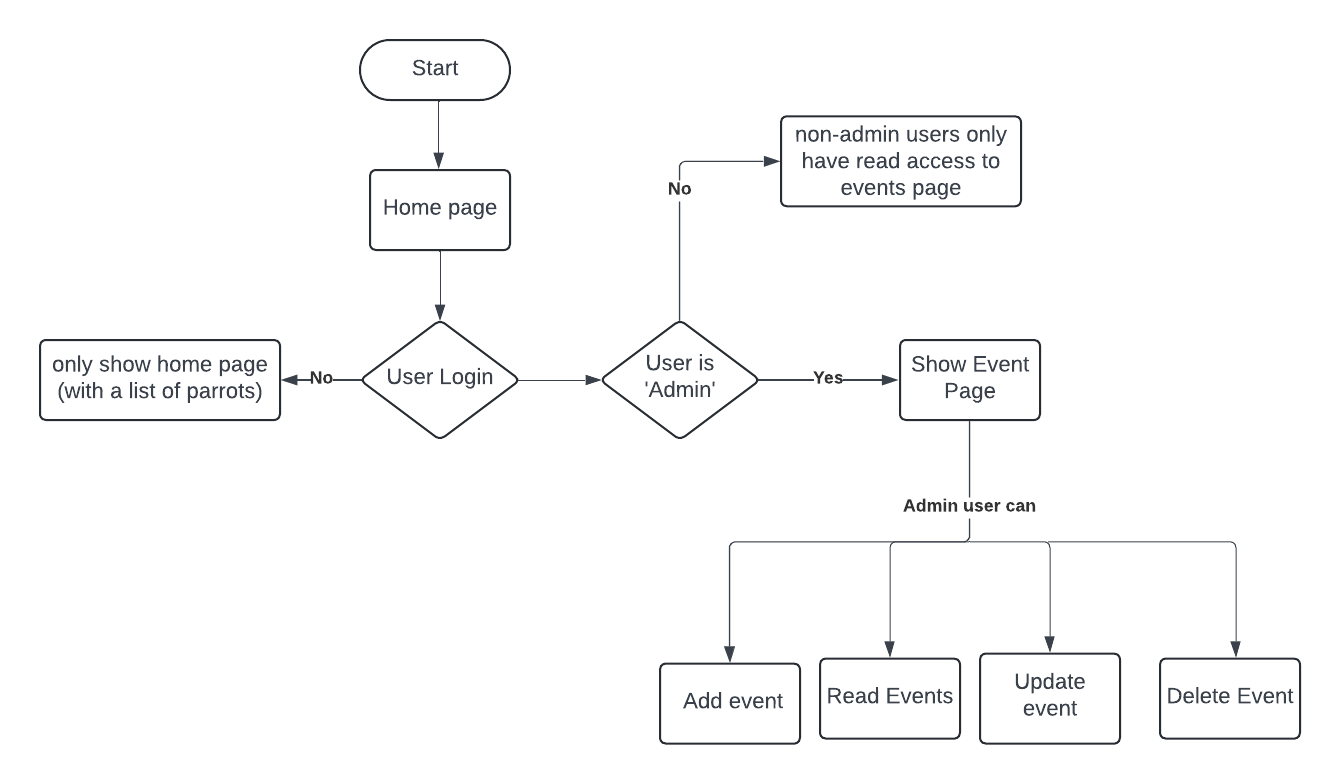 Start
non-admin users only
have read access to
events page
No
Home page
only show home page
(with a list of parrots)
No
User Login
User is
'Admin'
Yes
Show Event
Page
Admin user can
Add event
Read Events
Update
event
Delete Event